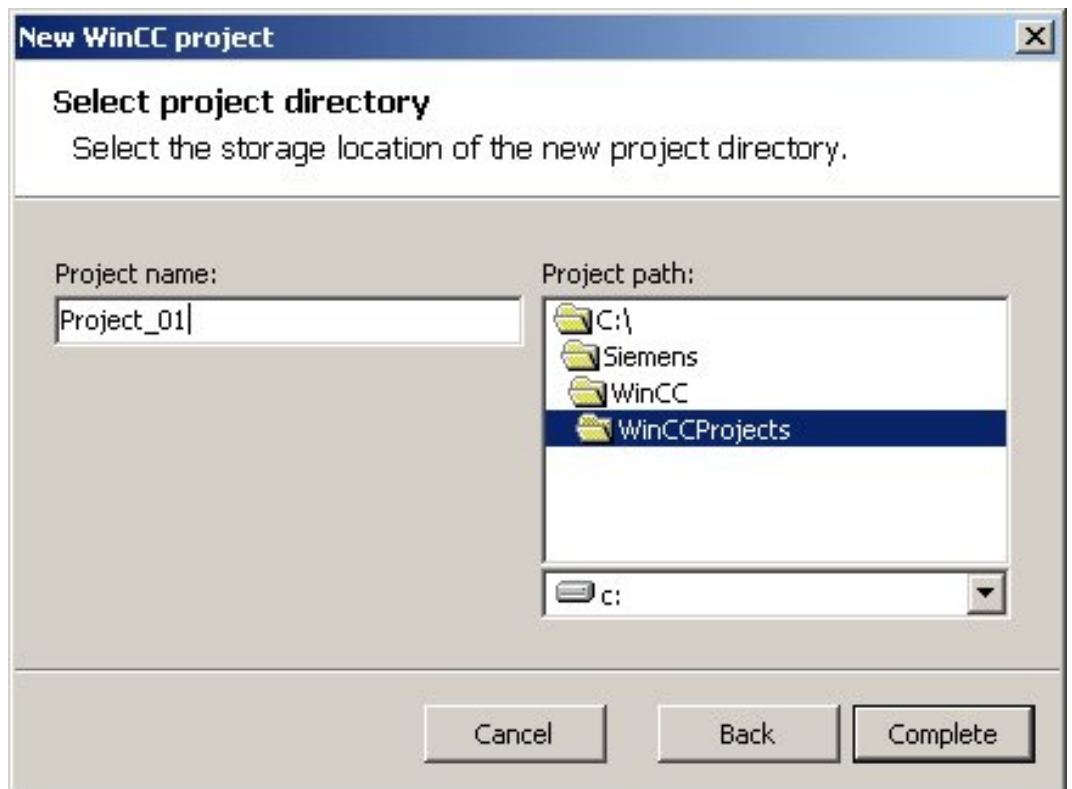 New WinCC project
Select project directory
Select the storage location of the new project directory.
Project name:
Project_01
Project path:
C:\
Siemens
WinCC
WinCCProjects
c:
Cancel
Back
Complete